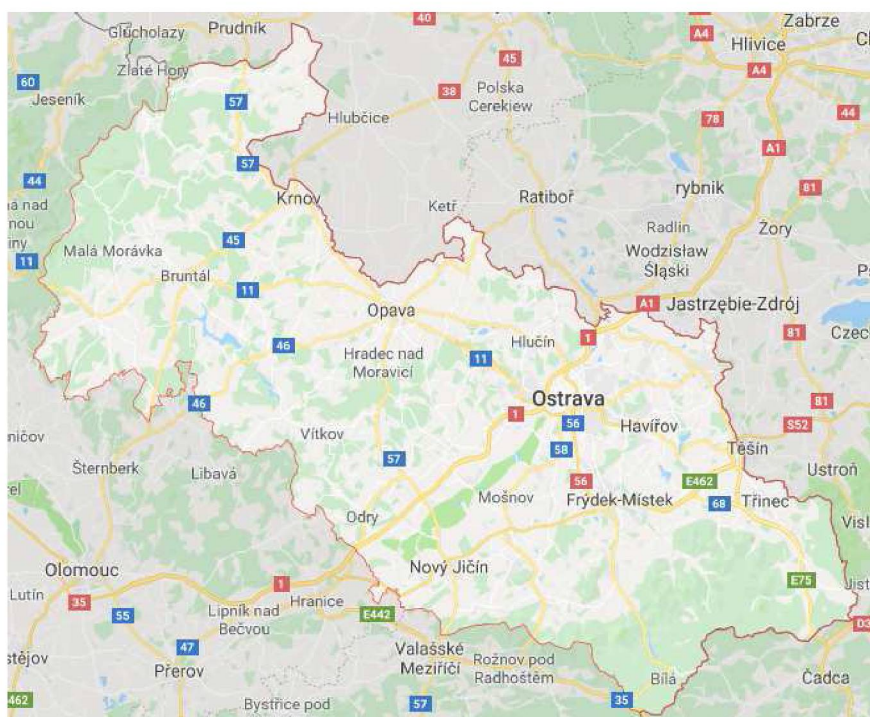 Głuchołazy
Prudník
40
A4
Zabrze
Hlivice
A4
45
Zlaté Hory
60
Jeseník
57
Polska
Cerekiew
38
Hlubčice
78
44
A1
57
44
Krnov
Ketř
Ratiboř
rybnik
81
Radlin
Żory
45
11
Malá Morávka
Wodzisław
Śląski
Bruntál
11
A1
Jastrzębie-Zdrój
Opava
Czec
81
46
Hradec nad
Moravicí
11
Hlučín
1
46
Ostrava
1
56
81
S52
Havířov
Vítkov
58
Těšín
57
Šternberk
Libavá
Mošnov
56
E462
Ustroń
Frýdek-Místek
68
Třinec
Odry
Olomouc
Nový Jičín
1
E75
Lutín
35
55
Lipník nad
Bečvou
Hranice
E442
D3
47
Přerov
Valašské
Meziříčí
Rožnov pod
Radhoštěm
Bílá
Čadca
462
Bystřice pod
57
35